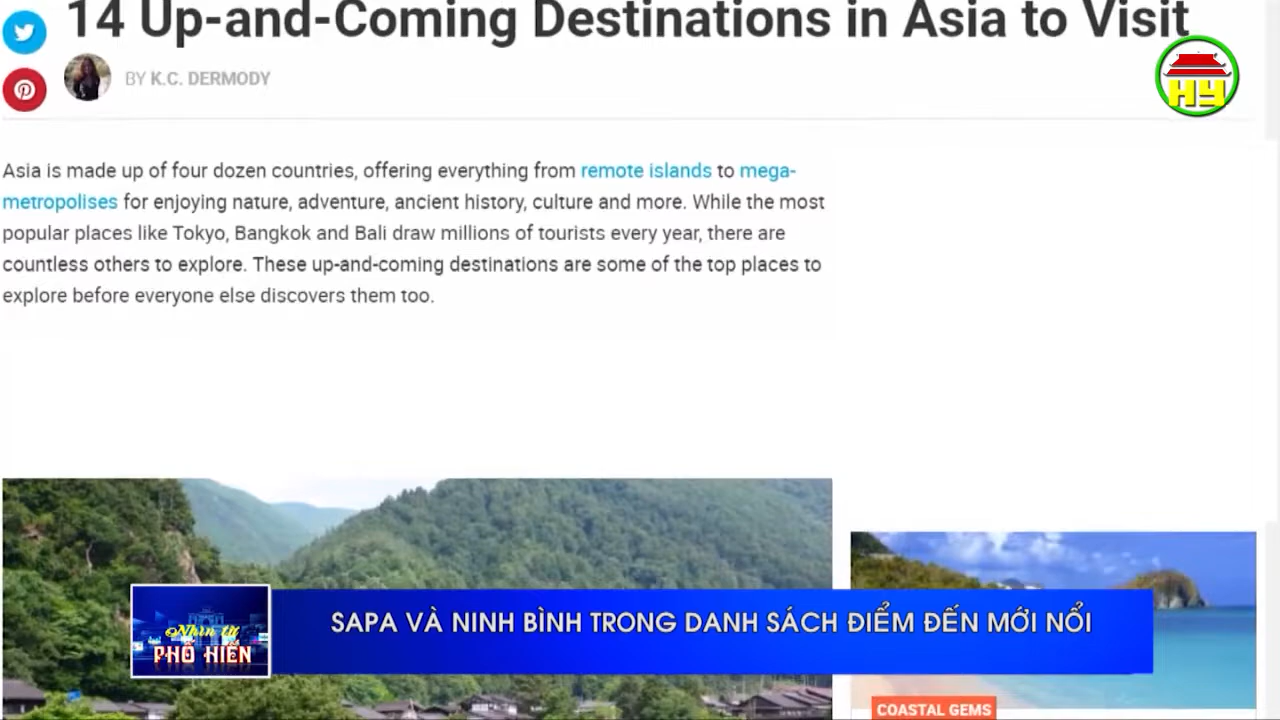 14 Up-and-Coming Destinations in Asia to Visit
BY K.C. DERMODY
HY
Asia is made up of four dozen countries, offering everything from remote islands to mega-
metropolises for enjoying nature, adventure, ancient history, culture and more. While the most
popular places like Tokyo, Bangkok and Bali draw millions of tourists every year, there are
countless others to explore. These up-and-coming destinations are some of the top places to
explore before everyone else discovers them too.
Nhìn từ
PHỐ HIẾN
SAPA VÀ NINH BÌNH TRONG DANH SÁCH ĐIỂM ĐẾN MỚI NỔI
COASTAL GEMS